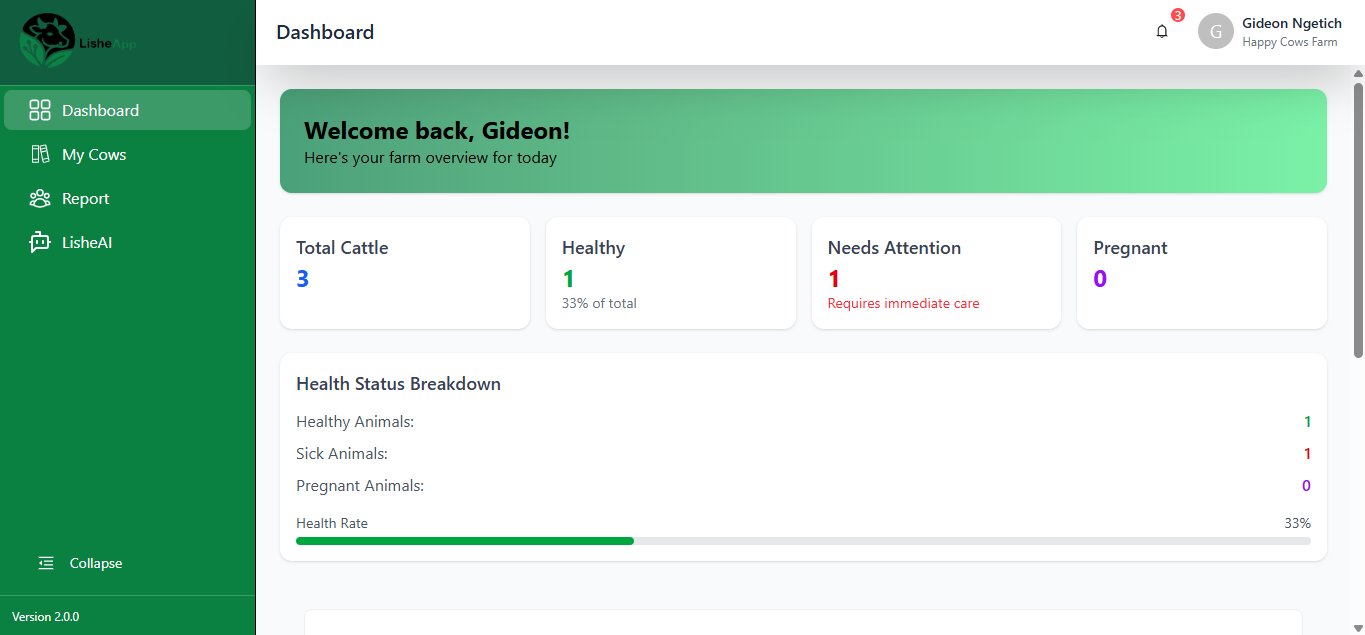 LisheApp
Dashboard
My Cows
Report
LisheAI
Collapse
Version 2.0.0
Dashboard
3
G
Gideon Ngetich
Happy Cows Farm
Welcome back, Gideon!
Here's your farm overview for today
Total Cattle
3
Healthy
1
33% of total
Needs Attention
1
Requires immediate care
Pregnant
0
Health Status Breakdown
Healthy Animals: 1
Sick Animals: 1
Pregnant Animals: 0
Health Rate 33%